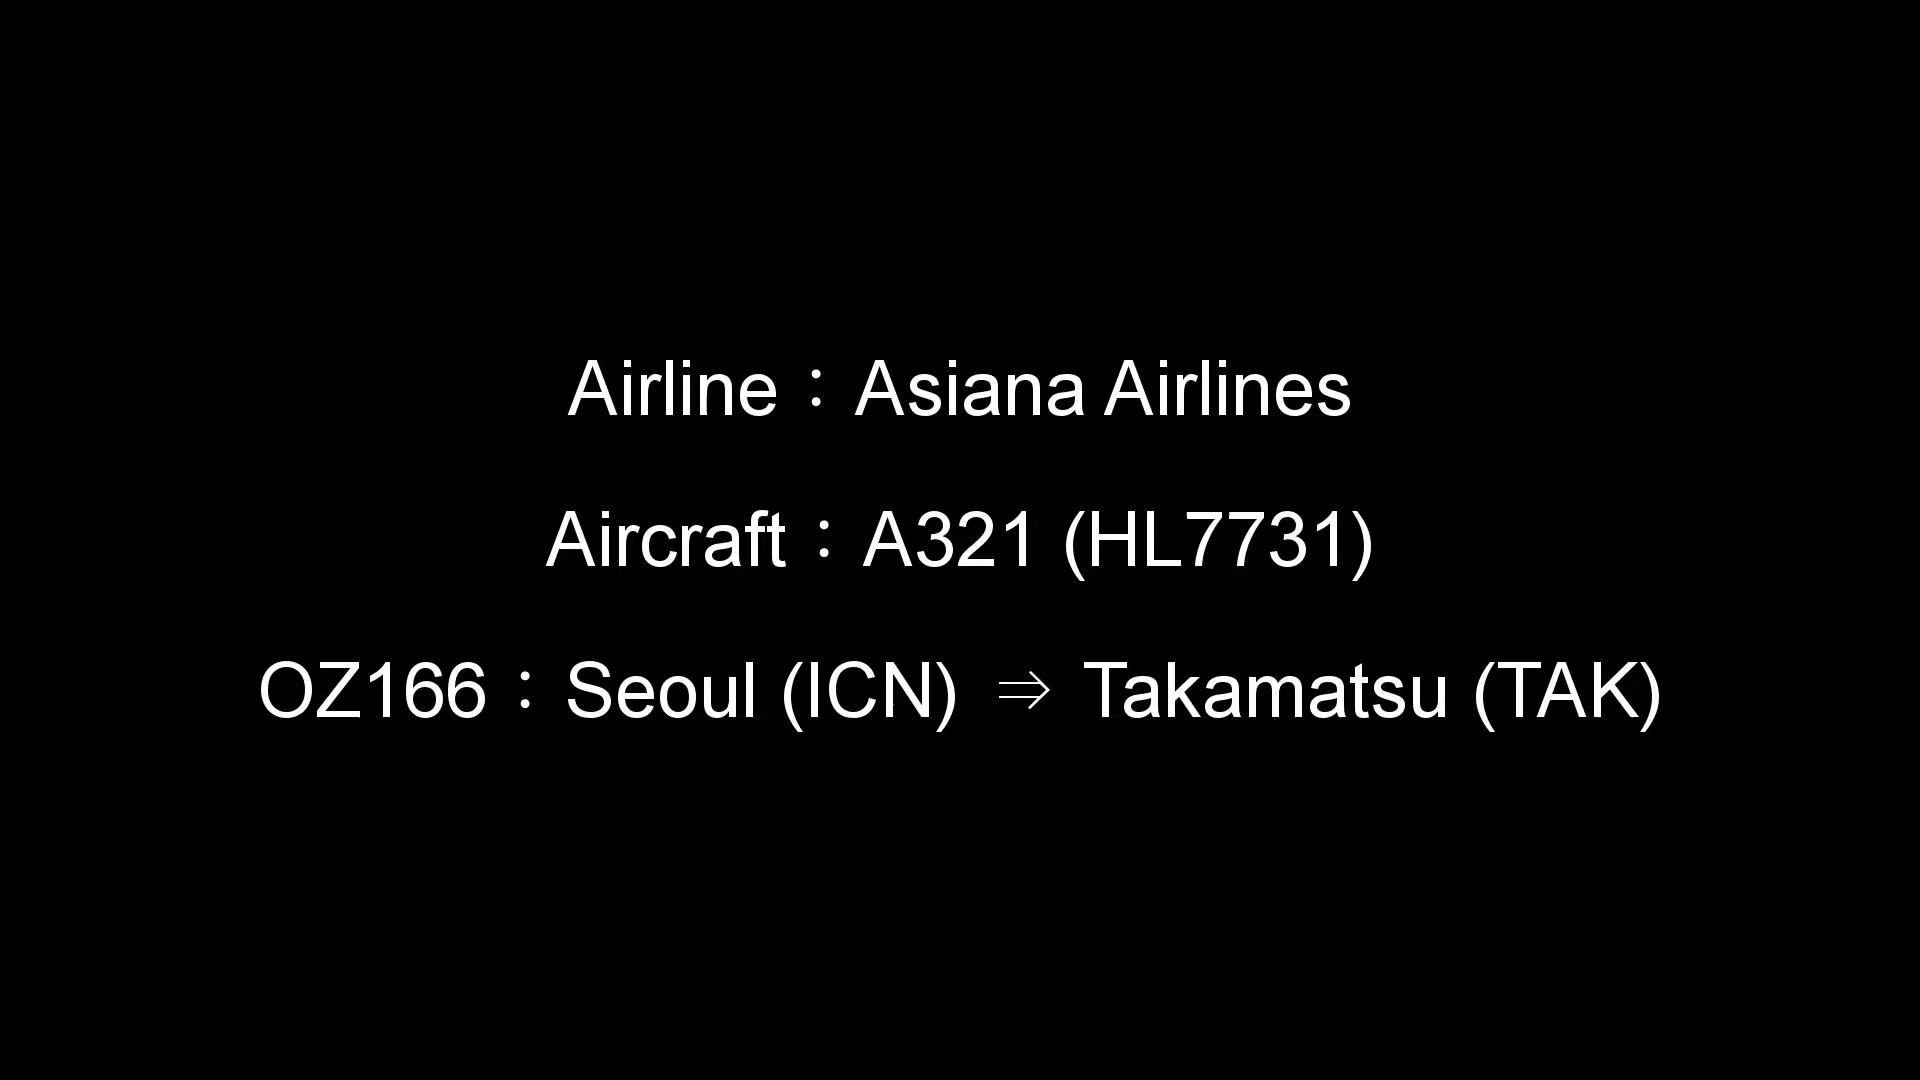 Airline：Asiana Airlines
Aircraft：A321 (HL7731)
OZ166：Seoul (ICN) ⇒ Takamatsu (TAK)